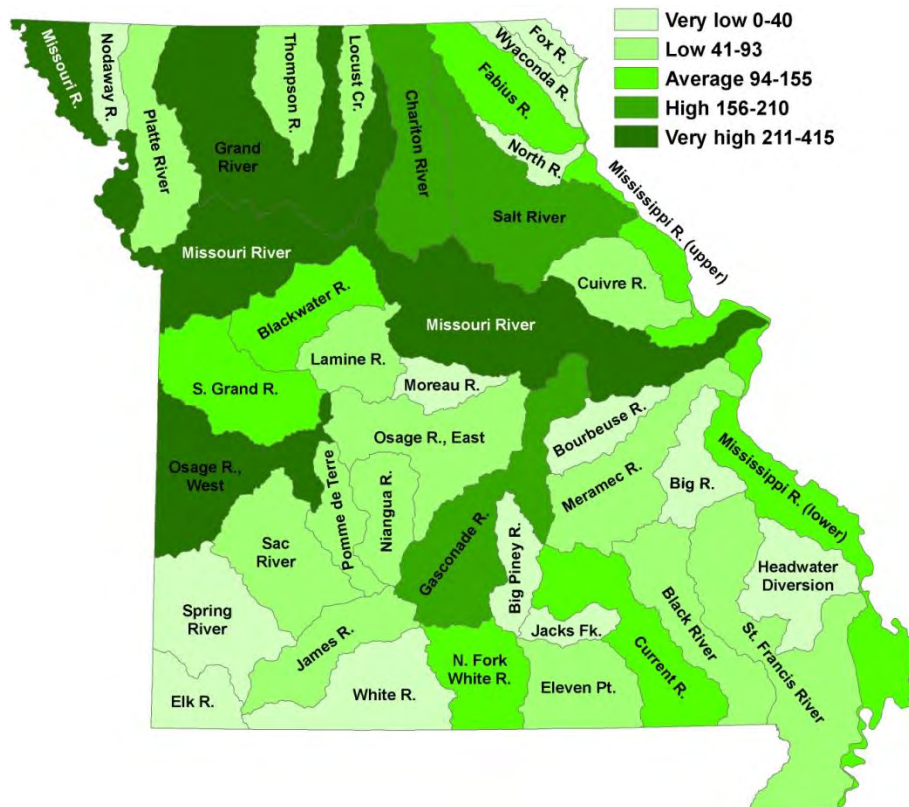 Very low 0-40
Low 41-93
Average 94-155
High 156-210
Very high 211-415
Missouri R.
Nodaway R.
Platte River
Grand
River
Thompson R.
Locust Cr.
Chariton River
Fabius R.
Wyaconda R.
Fox R.
North R.
Salt River
Mississippi R. (upper)
Missouri River
Cuivre R.
Blackwater R.
Missouri River
Lamine R.
Moreau R.
S. Grand R.
Osage R., East
Bourbeuse R.
Osage R.,
West
Pomme de Terre
Niangua R.
Meramec R.
Big R.
Mississippi R. (lower)
Sac
River
Gasconade R.
Big Piney R.
Headwater
Diversion
Spring
River
James R.
Jacks Fk.
Black River
St. Francis River
Current R.
Elk R.
White R.
N. Fork
White R.
Eleven Pt.